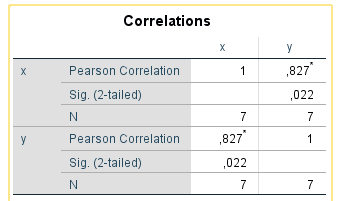 Correlations
x y
x Pearson Correlation 1 ,827*
Sig. (2-tailed) ,022
N 7 7
y Pearson Correlation ,827* 1
Sig. (2-tailed) ,022
N 7 7